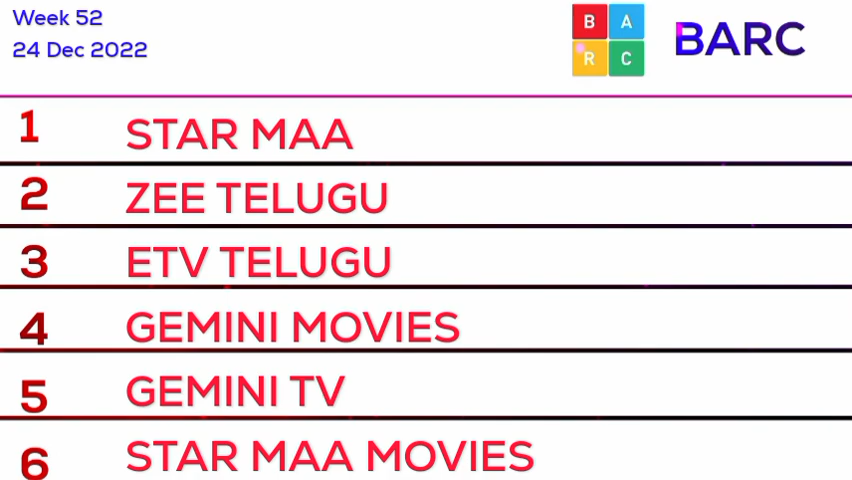 Week 52
24 Dec 2022
B A
R C
BARC
1 STAR MAA
2 ZEE TELUGU
3 ETV TELUGU
4 GEMINI MOVIES
5 GEMINI TV
6 STAR MAA MOVIES